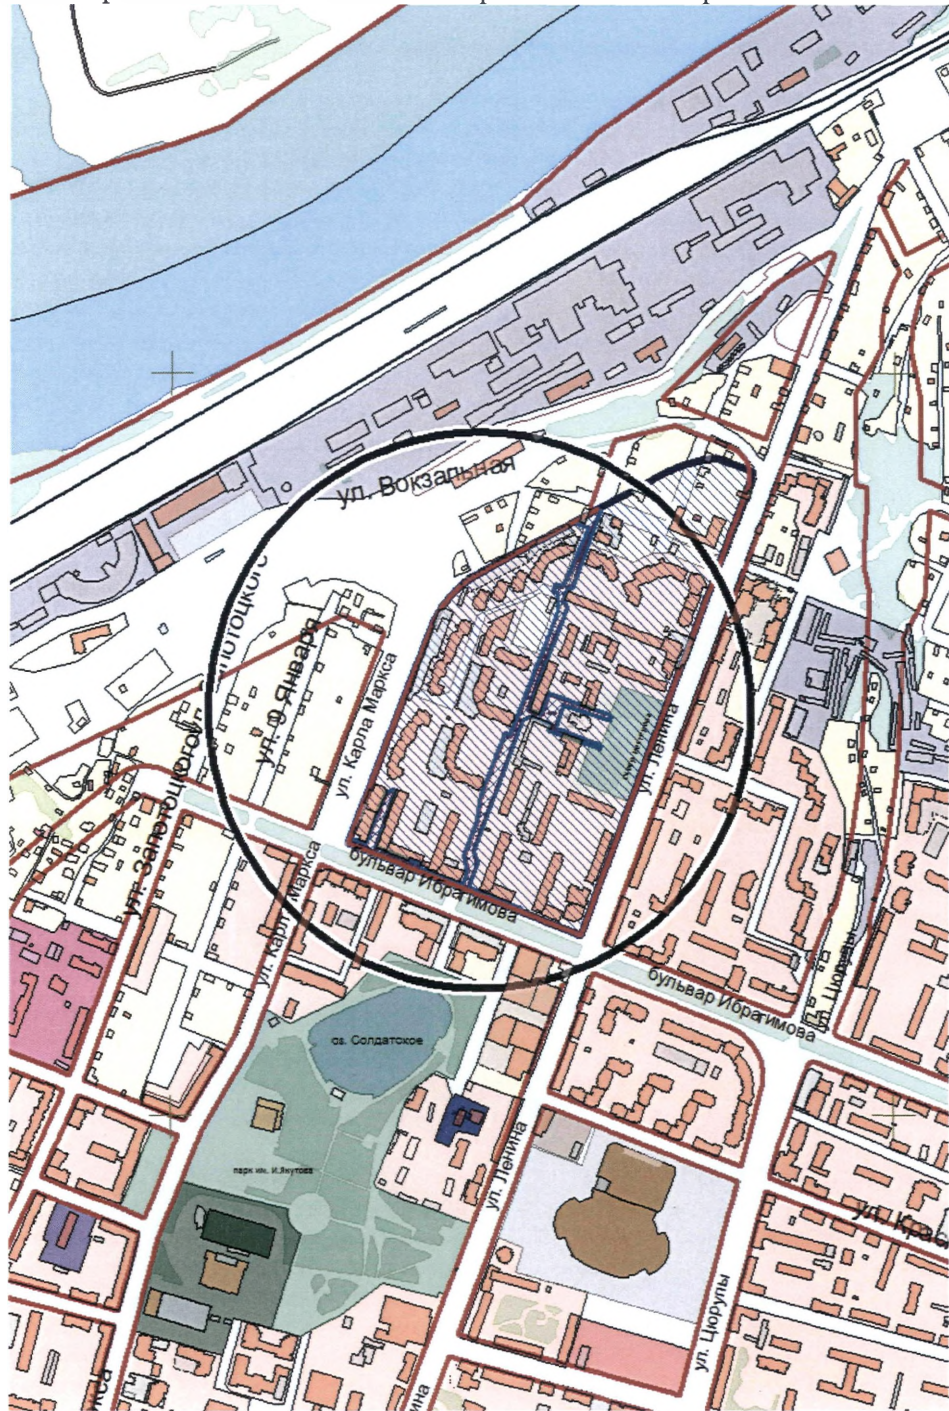 ул. Вокзальная
ул. 9 Января
ул. Карла Маркса
ул. Ленина
ул. Запотоцкого
бульвар Ибрагимова
ул. Карла Маркса
бульвар Ибрагимова
ул. Цюрупы
оз. Солдатское
парк им. И.Якутова
ул. Ленина
ул. Цюрупы